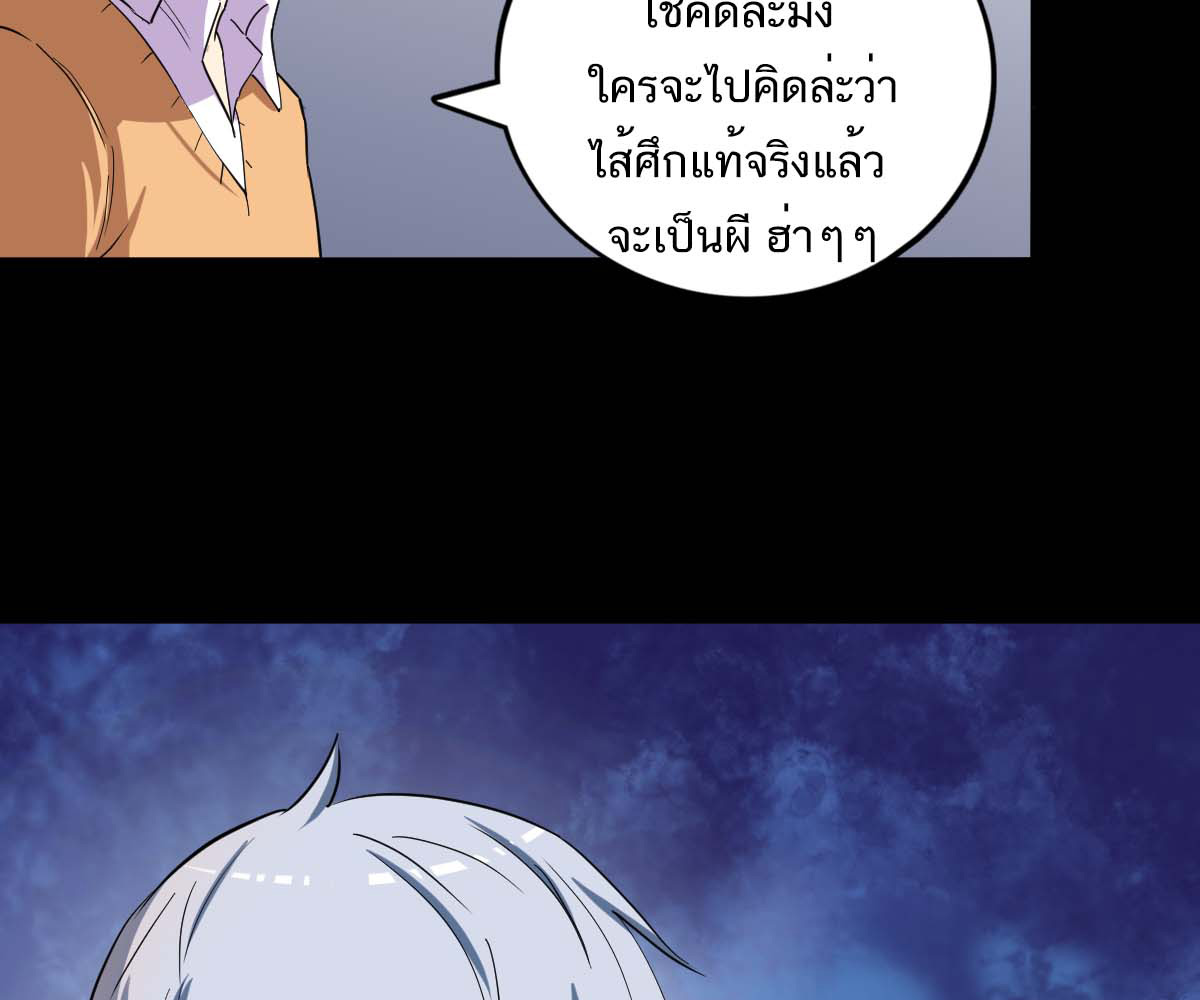 โชคดีล่ะมั้ง
ใครจะไปคิดล่ะว่า
ไส้ศึกแท้จริงแล้ว
จะเป็นผี ฮ่าๆๆ